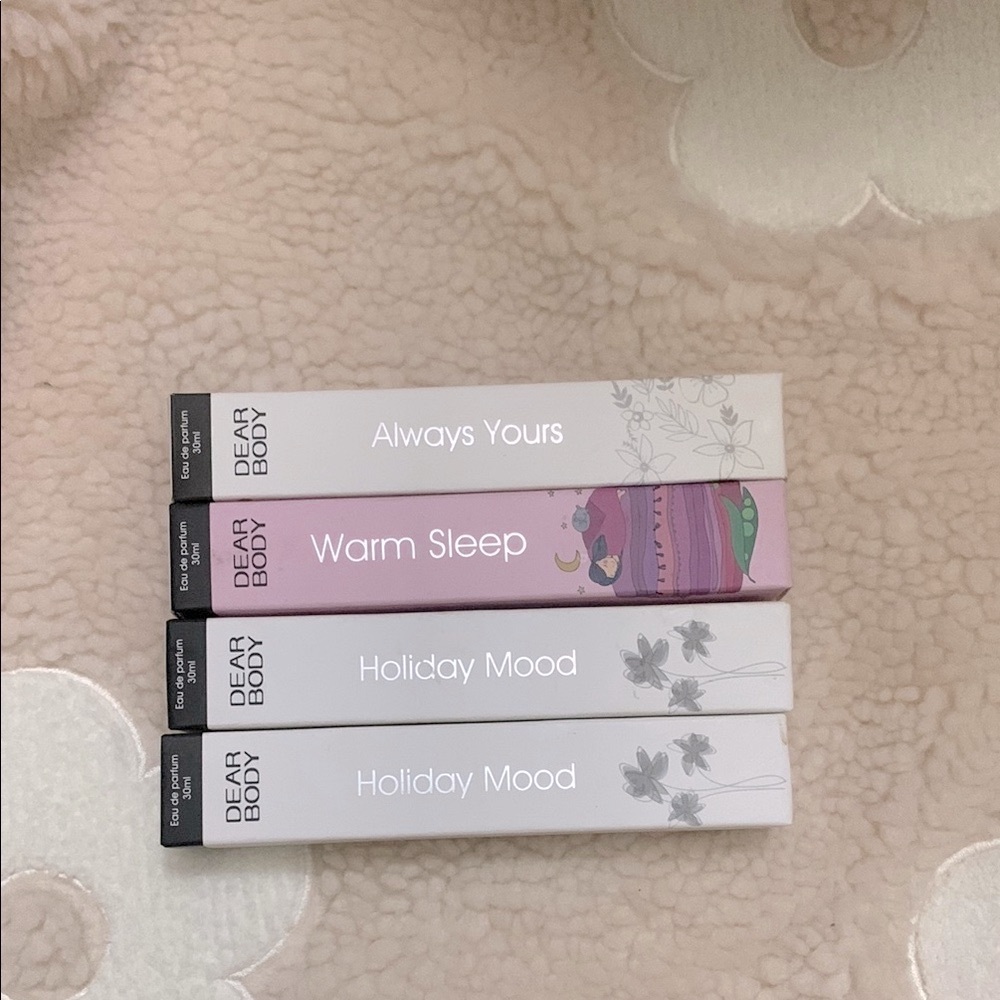 Eau de parfum
30ml
DEAR
BODY
Always Yours
Eau de parfum
30ml
DEAR
BODY
Warm Sleep
Eau de parfum
30ml
DEAR
BODY
Holiday Mood
Eau de parfum
30ml
DEAR
BODY
Holiday Mood